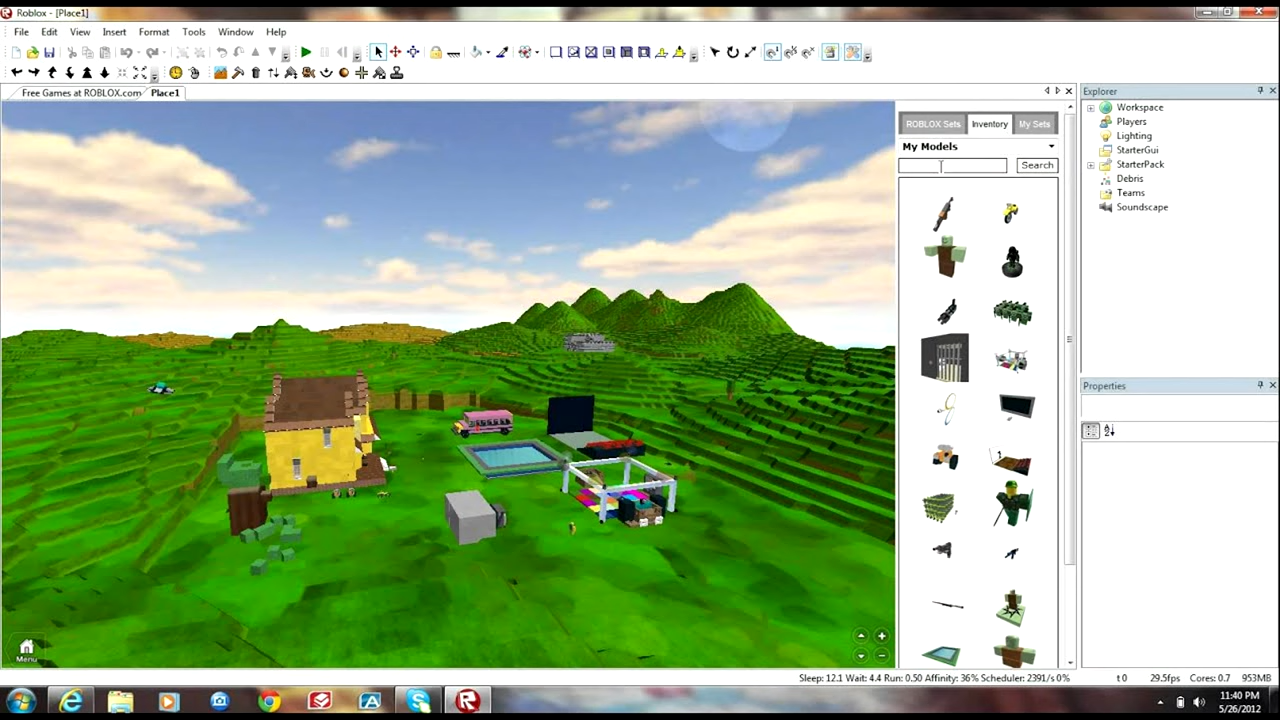 Roblox - [Place1]
File Edit View Insert Format Tools Window Help
Free Games at ROBLOX.com Place1
ROBLOX Sets Inventory My Sets
My Models
Search
Menu
Explorer
Workspace
Players
Lighting
StarterGui
StarterPack
Debris
Teams
Soundscape
Properties
Sleep: 12.1 Wait: 4.4 Run: 0.50 Affinity: 36% Scheduler: 2391/s 0% t 0 29.5fps Cores: 0.7 953MB
11:40 PM
5/26/2012